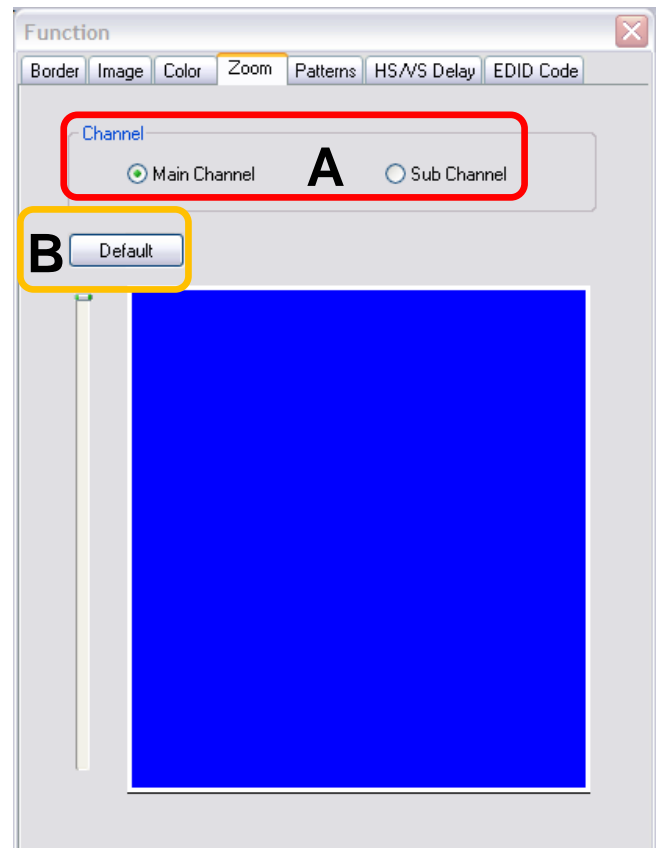 Function
Border Image Color Zoom Patterns HS/VS Delay EDID Code
Channel
Main Channel A Sub Channel
B Default